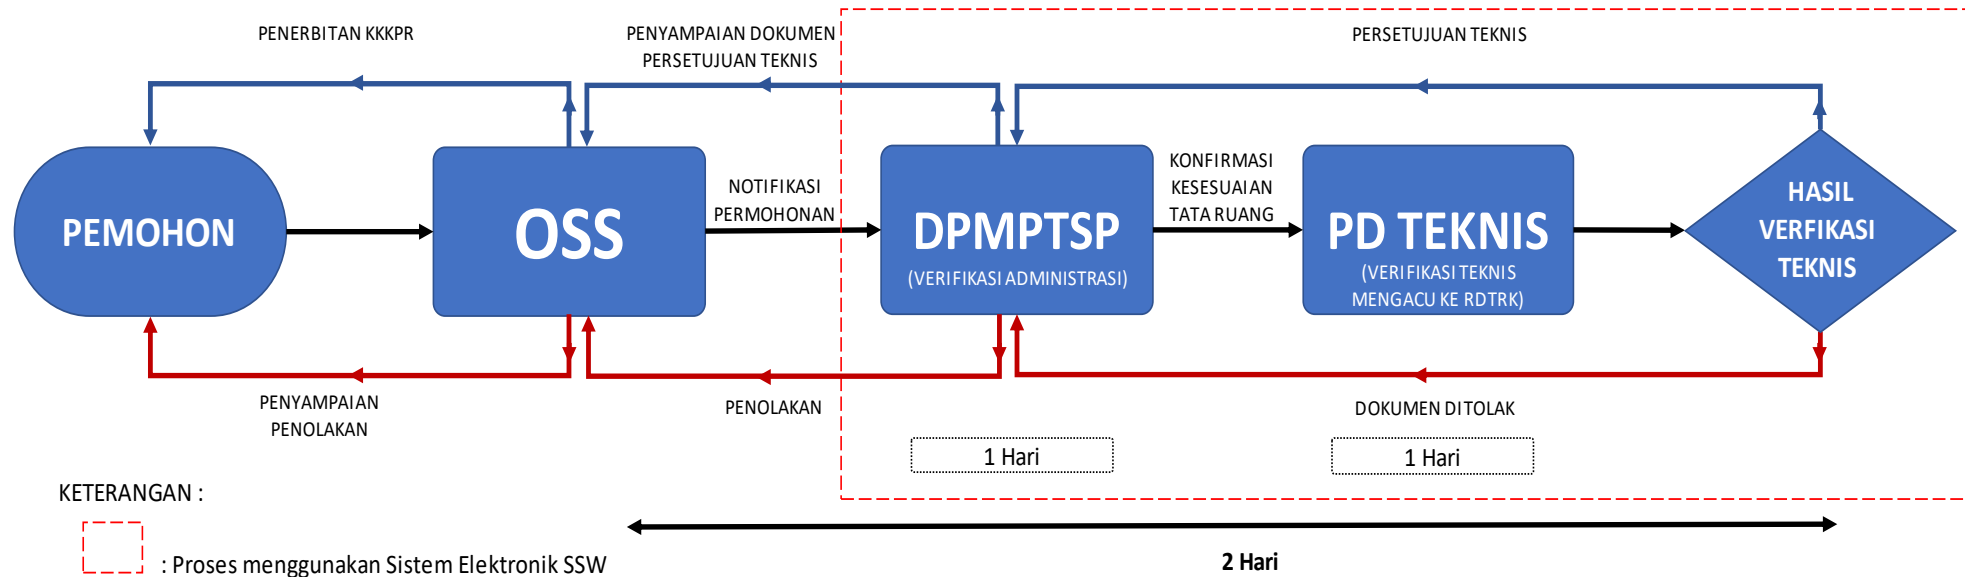 PENERBITAN KKKPR
PENYAMPAIAN DOKUMEN
PERSETUJUAN TEKNIS
PERSETUJUAN TEKNIS
PEMOHON
OSS
NOTIFIKASI
PERMOHONAN
DPMPTSP
(VERIFIKASI ADMINISTRASI)
KONFIRMASI
KESESUAIAN
TATA RUANG
PD TEKNIS
(VERIFIKASI TEKNIS
MENGACU KE RDTRK)
HASIL
VERFIKASI
TEKNIS
PENYAMPAIAN
PENOLAKAN
PENOLAKAN
DOKUMEN DITOLAK
1 Hari
1 Hari
KETERANGAN :
: Proses menggunakan Sistem Elektronik SSW
2 Hari